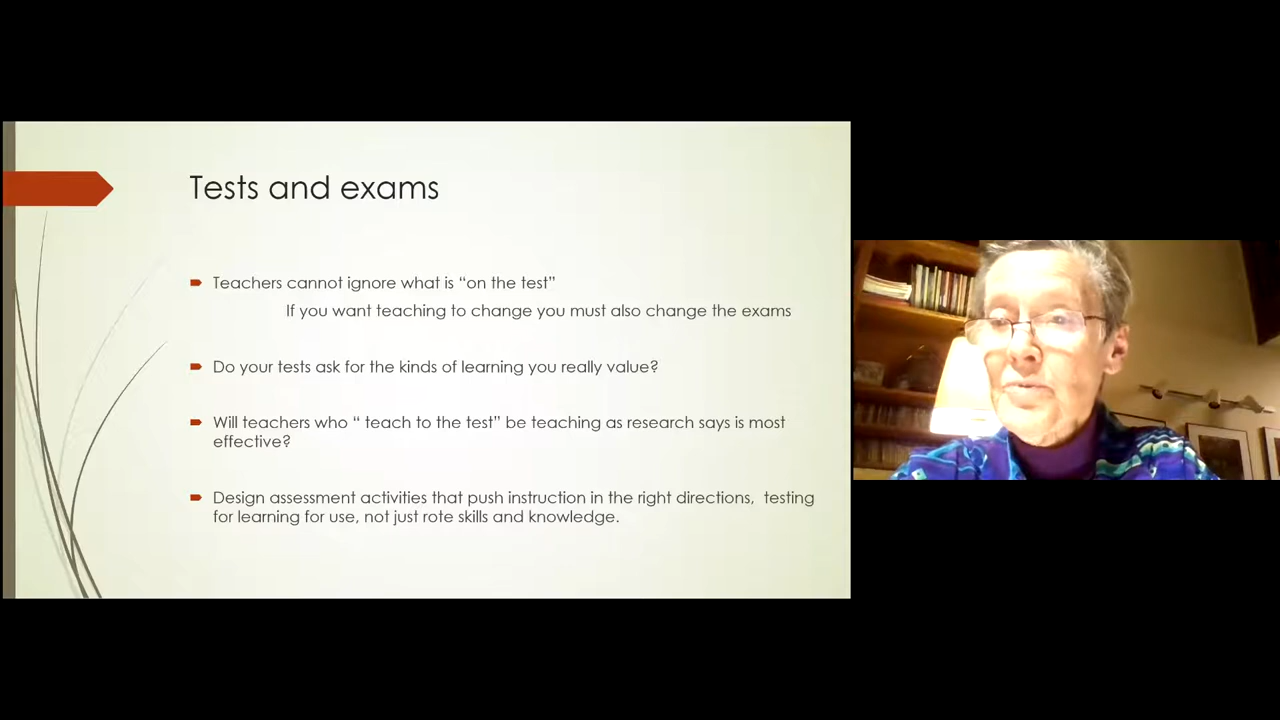 Tests and exams
Teachers cannot ignore what is “on the test”
If you want teaching to change you must also change the exams
Do your tests ask for the kinds of learning you really value?
Will teachers who “ teach to the test” be teaching as research says is most
effective?
Design assessment activities that push instruction in the right directions,  testing
for learning for use, not just rote skills and knowledge.